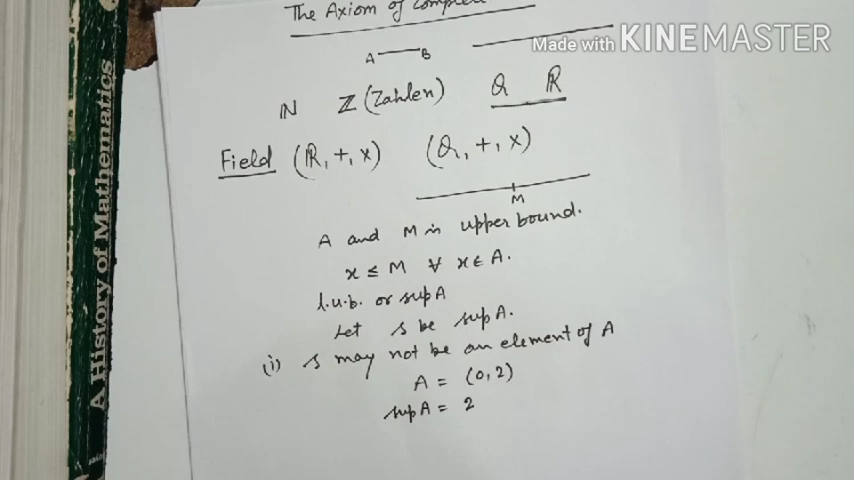 The Axiom of
Made with KINEMASTER
A B
ℕ ℤ (Zahlen) ℚ ℝ
Field (ℝ, +, ×) (ℚ, +, ×)
M
A and M is upper bound.
x ≤ M ∀ x ∈ A.
l.u.b. or sup A
Let s be sup A.
(i) s may not be an element of A
A = (0, 2)
sup A = 2
A History of Mathematics